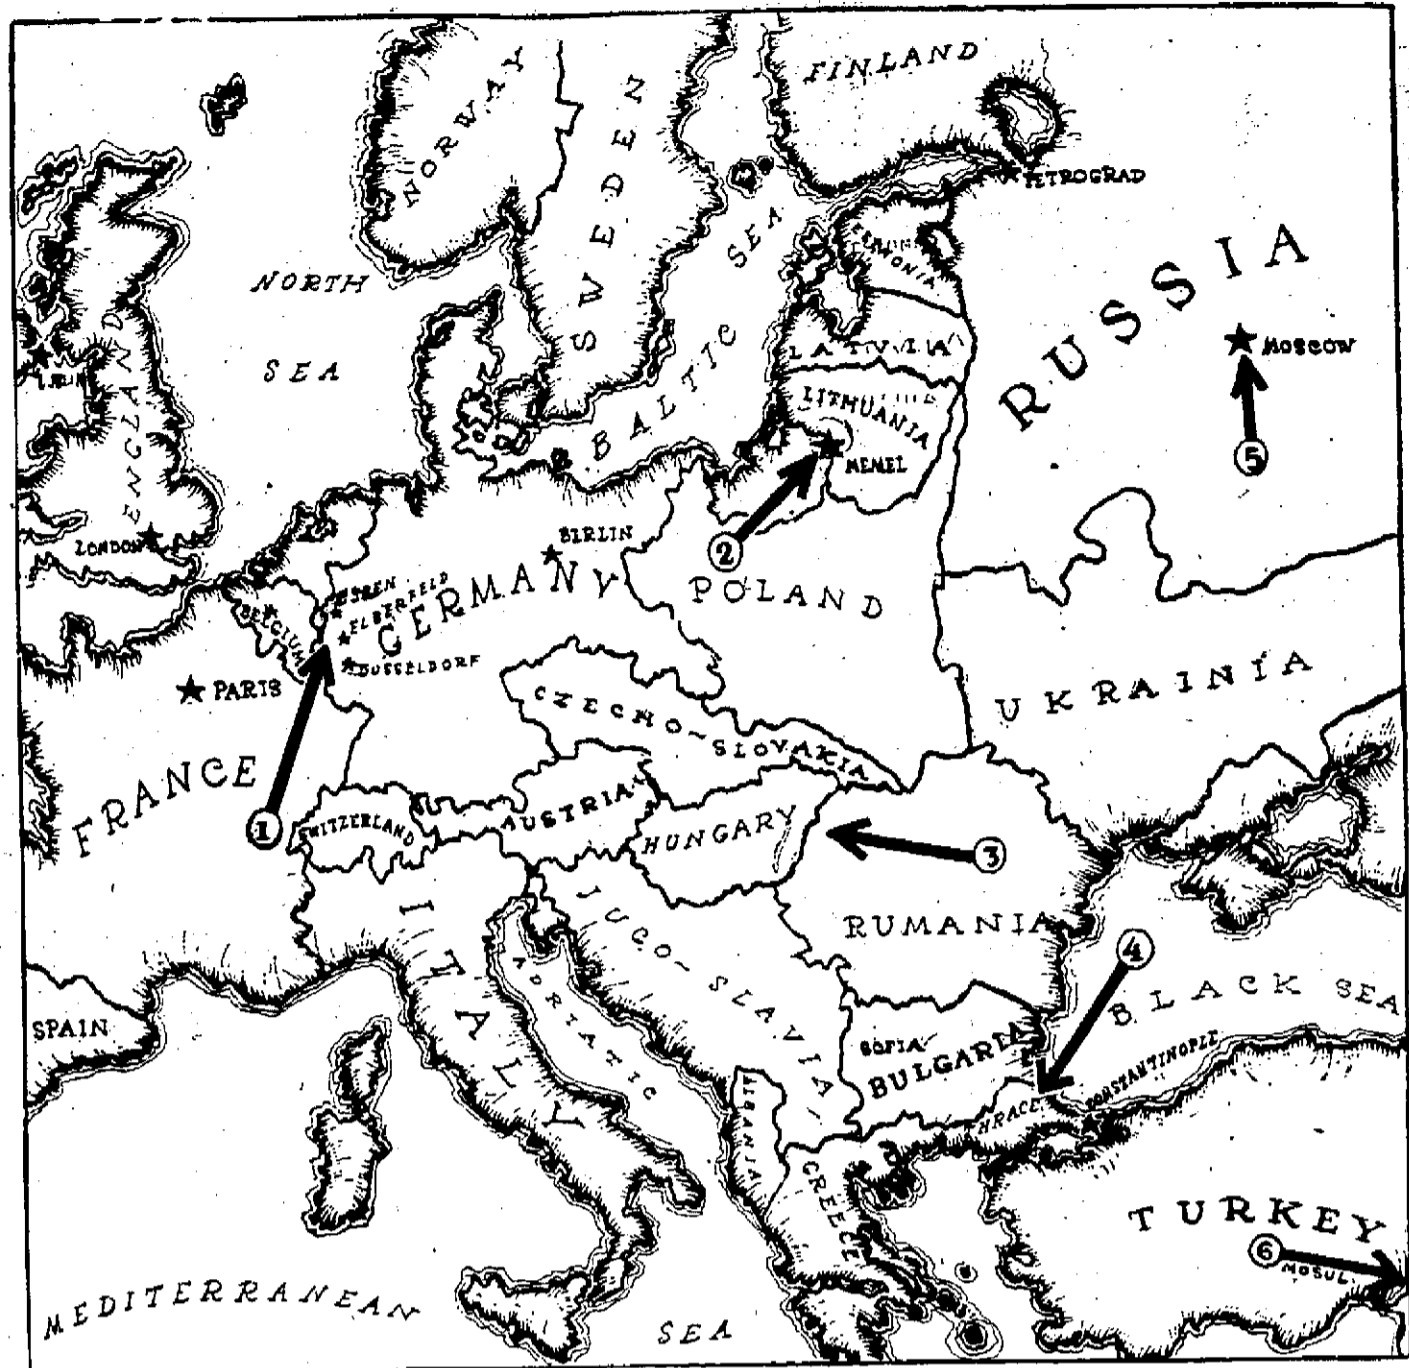 FINLAND
NORWAY
SWEDEN
PETROGRAD
RUSSIA
BALTIC SEA
NORTH
SEA
LATVIA
MOSCOW
LITHUANIA
MEMEL
5
ENGLAND
LONDON
2
BIRLIN
GERMANY
POLAND
ESSEN
ELBERFELD
DUSSELDORF
BELGIUM
PARIS
UKRAINIA
CZECHO-SLOVAKIA
FRANCE
1
SWITZERLAND
AUSTRIA
HUNGARY
3
ITALY
JUGO-SLAVIA
RUMANIA
4
ADRIATIC
BLACK SEA
SPAIN
SOFIA
BULGARIA
CONSTANTINOPLE
THRACE
ALBANIA
GREECE
TURKEY
6
MOSUL
MEDITERRANEAN
SEA